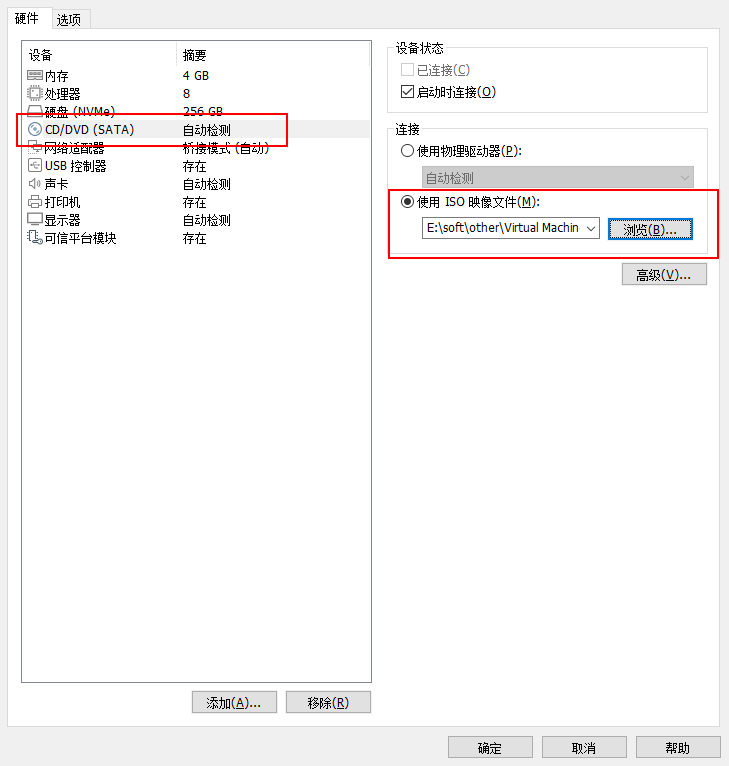 硬件 选项
设备 摘要
内存 4 GB
处理器 8
硬盘 (NVMe) 256 GB
CD/DVD (SATA) 自动检测
网络适配器 桥接模式 (自动)
USB 控制器 存在
声卡 自动检测
打印机 存在
显示器 自动检测
可信平台模块 存在
添加(A)... 移除(R)
设备状态
已连接(C)
启动时连接(O)
连接
使用物理驱动器(P):
自动检测
使用 ISO 映像文件(M):
E:\soft\other\Virtual Machin 浏览(B)...
高级(V)...
确定 取消 帮助